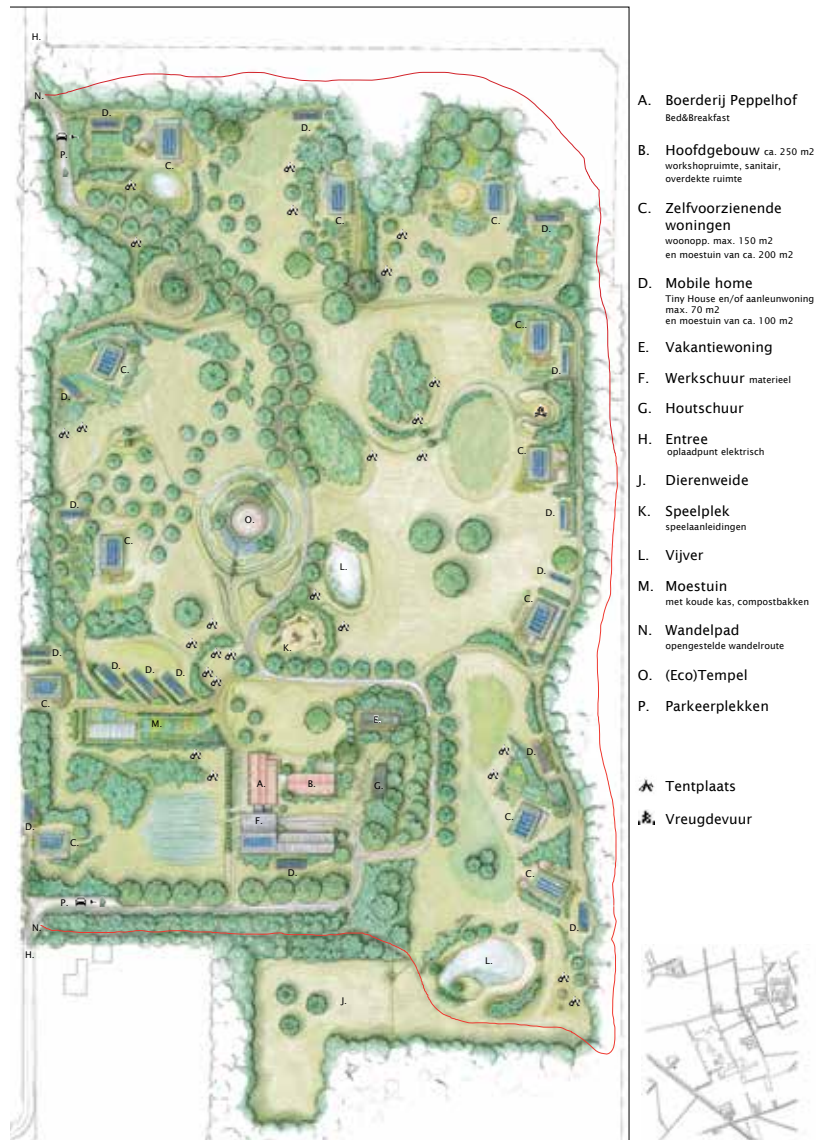 H.
N.
D.
D.
P.
C.
C.
C.
D.
C..
C.
D.
D.
C.
D.
O.
D.
C.
L.
D.
C.
K.
D.
D.
D.
D.
C.
M.
E.
D.
A.
B.
G.
F.
C.
D.
C.
D.
C.
P.
D.
N.
H.
L.
J.
A. Boerderij Peppelhof
Bed&Breakfast
B. Hoofdgebouw ca. 250 m2
workshopruimte, sanitair,
overdekte ruimte
C. Zelfvoorzienende
woningen
woonopp. max. 150 m2
en moestuin van ca. 200 m2
D. Mobile home
Tiny House en/of aanleunwoning
max. 70 m2
en moestuin van ca. 100 m2
E. Vakantiewoning
F. Werkschuur materieel
G. Houtschuur
H. Entree
oplaadpunt elektrisch
J. Dierenweide
K. Speelplek
speelaanleidingen
L. Vijver
M. Moestuin
met koude kas, compostbakken
N. Wandelpad
opengestelde wandelroute
O. (Eco)Tempel
P. Parkeerplekken
Tentplaats
Vreugdevuur